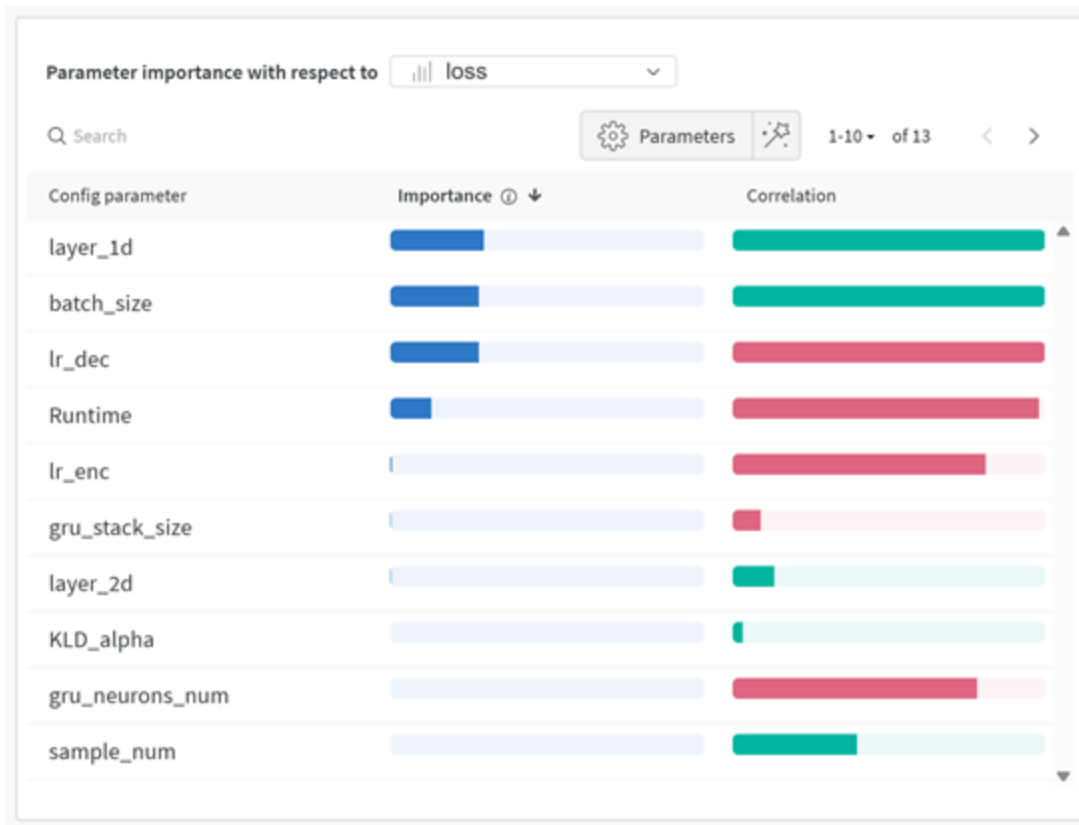 Parameter importance with respect to loss
Search Parameters 1-10 of 13
Config parameter Importance Correlation
layer_1d
batch_size
lr_dec
Runtime
lr_enc
gru_stack_size
layer_2d
KLD_alpha
gru_neurons_num
sample_num